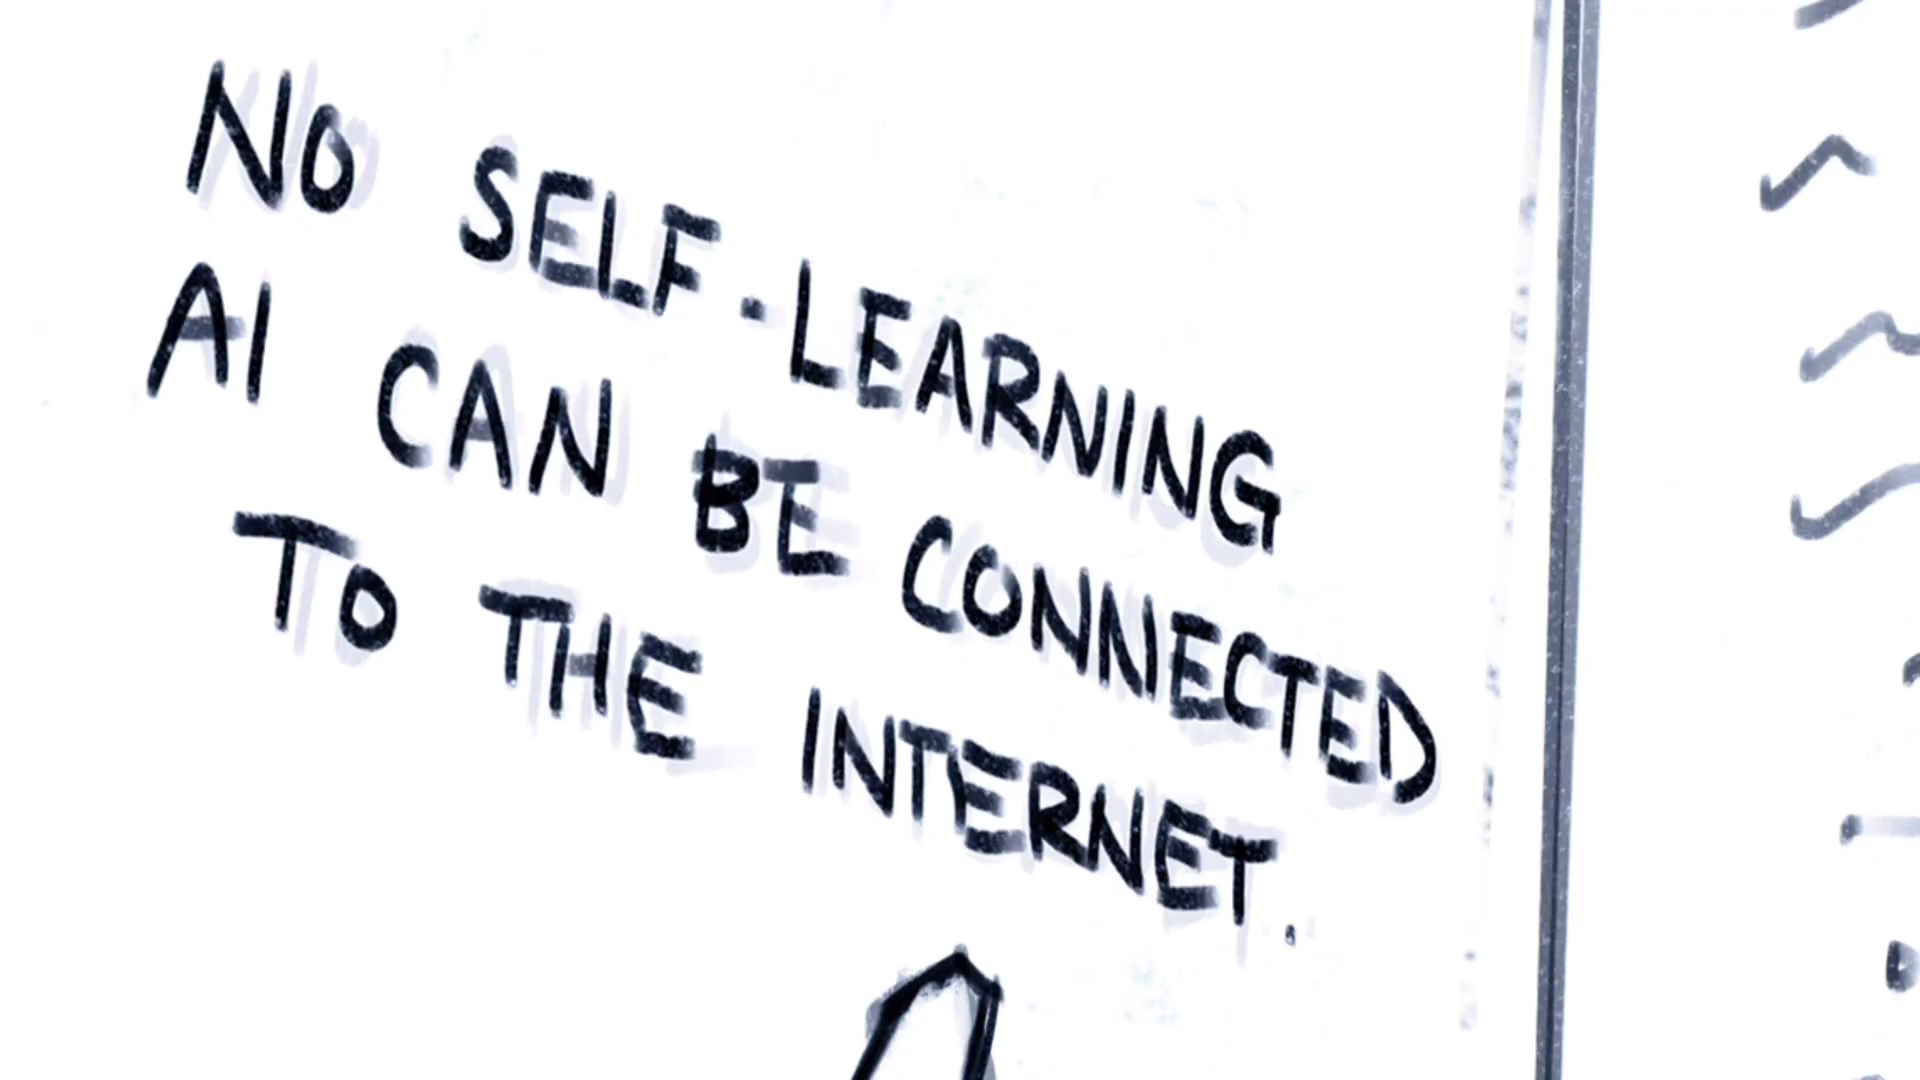 NO SELF-LEARNING
AI CAN BE CONNECTED
TO THE INTERNET.